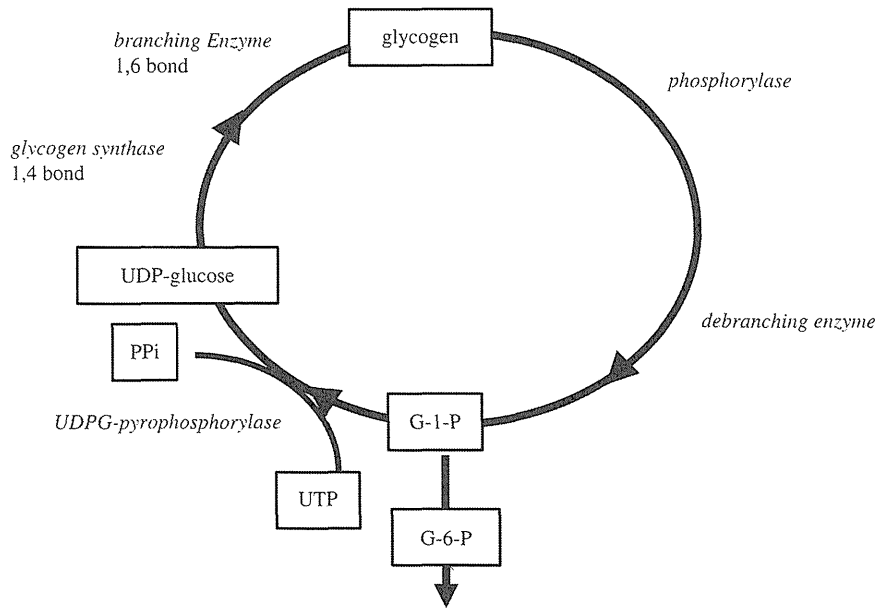 branching Enzyme
1,6 bond
glycogen
phosphorylase
glycogen synthase
1,4 bond
UDP-glucose
debranching enzyme
PPi
UDPG-pyrophosphorylase
G-1-P
UTP
G-6-P